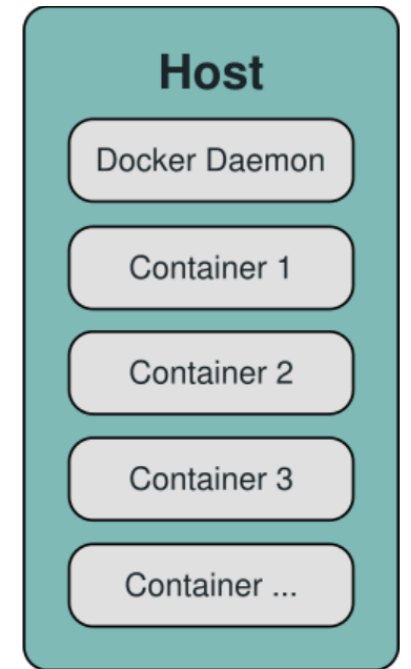 Host
Docker Daemon
Container 1
Container 2
Container 3
Container ...